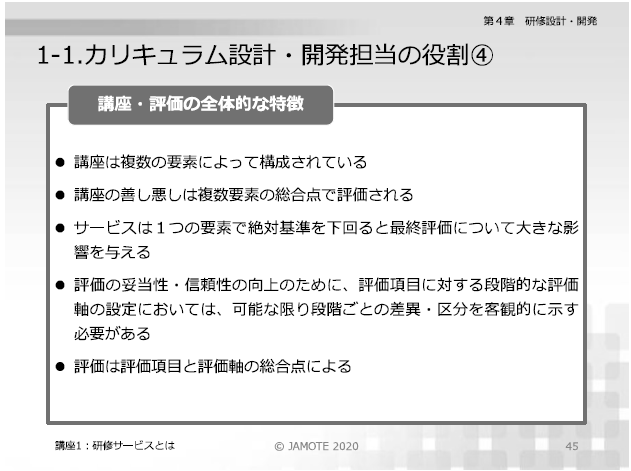 第４章　研修設計・開発
1-1.カリキュラム設計・開発担当の役割④
講座・評価の全体的な特徴
● 講座は複数の要素によって構成されている
● 講座の善し悪しは複数要素の総合点で評価される
● サービスは１つの要素で絶対基準を下回ると最終評価について大きな影
響を与える
● 評価の妥当性・信頼性の向上のために、評価項目に対する段階的な評価
軸の設定においては、可能な限り段階ごとの差異・区分を客観的に示す
必要がある
● 評価は評価項目と評価軸の総合点による
講座1：研修サービスとは
© JAMOTE 2020
45